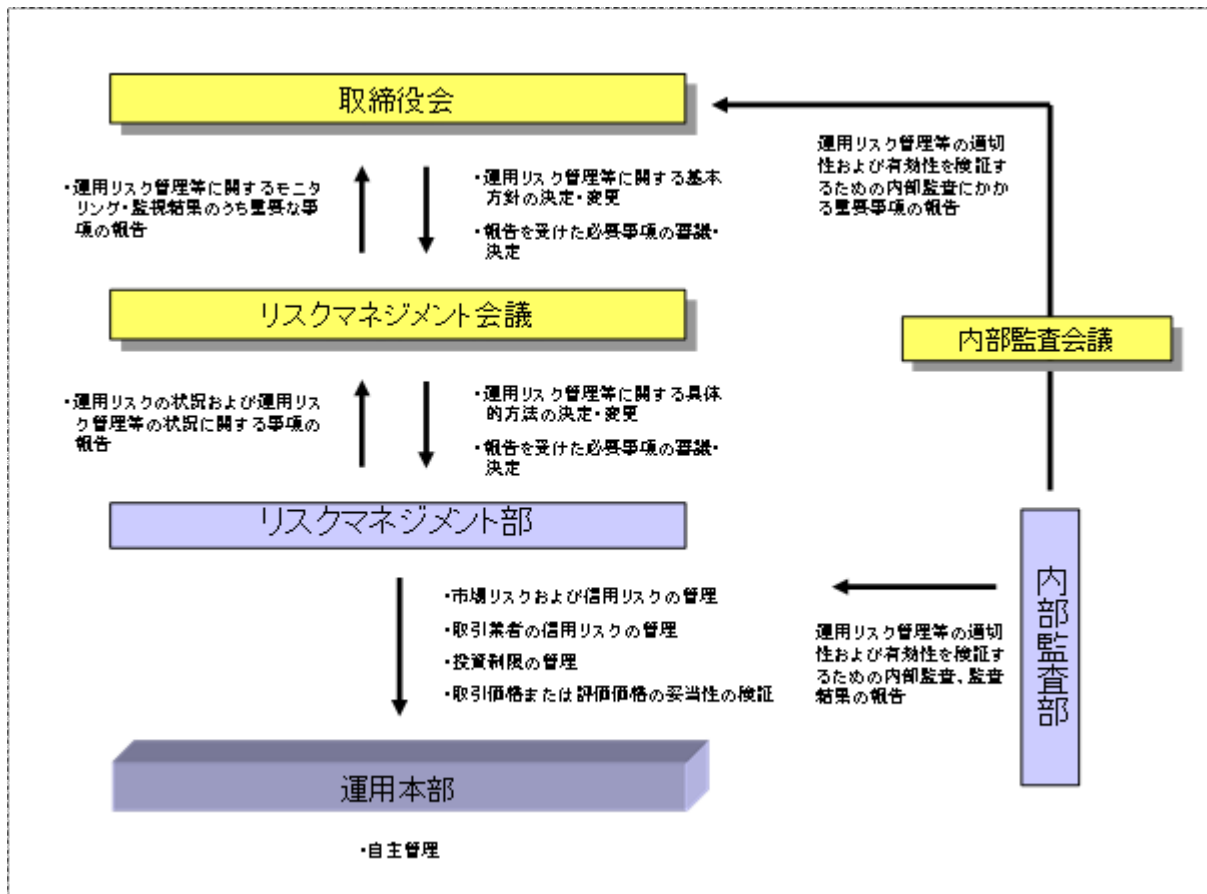 取締役会
・運用リスク管理等に関するモニ
タリング・監視結果のうち重要な事
項の報告
・運用リスク管理等に関する基本
方針の決定・変更
・報告を受けた必要事項の審議・
決定
運用リスク管理等の適切
性および有効性を検証す
るための内部監査にかか
る重要事項の報告
リスクマネジメント会議
内部監査会議
・運用リスクの状況および運用リス
ク管理等の状況に関する事項の
報告
・運用リスク管理等に関する具体
的方法の決定・変更
・報告を受けた必要事項の審議・
決定
リスクマネジメント部
内部監査部
・市場リスクおよび信用リスクの管理
・取引業者の信用リスクの管理
・投資制限の管理
・取引価格または評価価格の妥当性の検証
運用リスク管理等の適切
性および有効性を検証す
るための内部監査、監査
結果の報告
運用本部
・自主管理